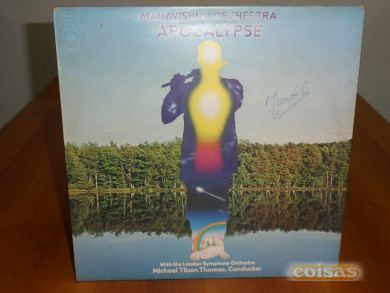 MAHAVISHNU ORCHESTRA
APOCALYPSE
With the London Symphony Orchestra
Michael Tilson Thomas, Conductor
coisas